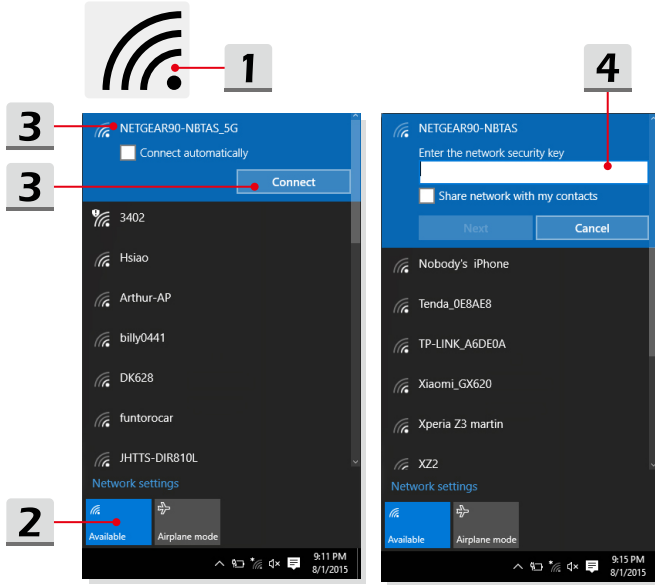 1
3
NETGEAR90-NBTAS_5G
Connect automatically
3
Connect
3402
Hsiao
Arthur-AP
billy0441
DK628
funtorocar
JHTTS-DIR810L
Network settings
2
Available
Airplane mode
9:11 PM
8/1/2015
4
NETGEAR90-NBTAS
Enter the network security key
Share network with my contacts
Next
Cancel
Nobody's iPhone
Tenda_0E8AE8
TP-LINK_A6DE0A
Xiaomi_GX620
Xperia Z3 martin
XZ2
Network settings
Available
Airplane mode
9:15 PM
8/1/2015